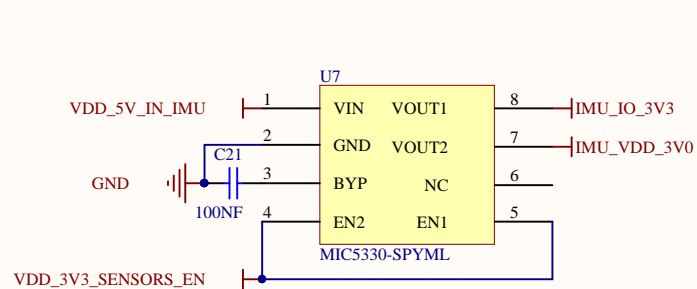 U7
1
VDD_5V_IN_IMU
VIN
VOUT1
8
IMU_IO_3V3
2
GND
VOUT2
7
IMU_VDD_3V0
C21
GND
3
BYP
NC
6
100NF
4
EN2
EN1
5
MIC5330-SPYML
VDD_3V3_SENSORS_EN